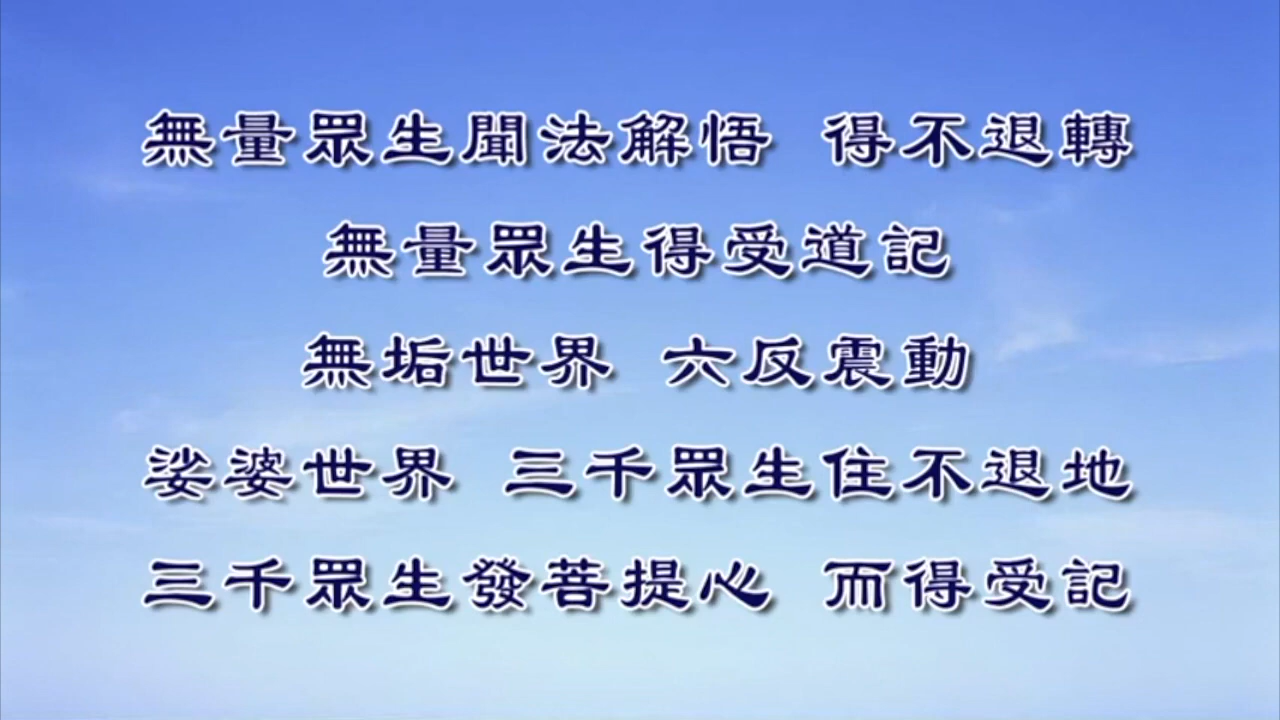 無量眾生聞法解悟 得不退轉
無量眾生得受道記
無垢世界 六反震動
娑婆世界 三千眾生住不退地
三千眾生發菩提心 而得受記